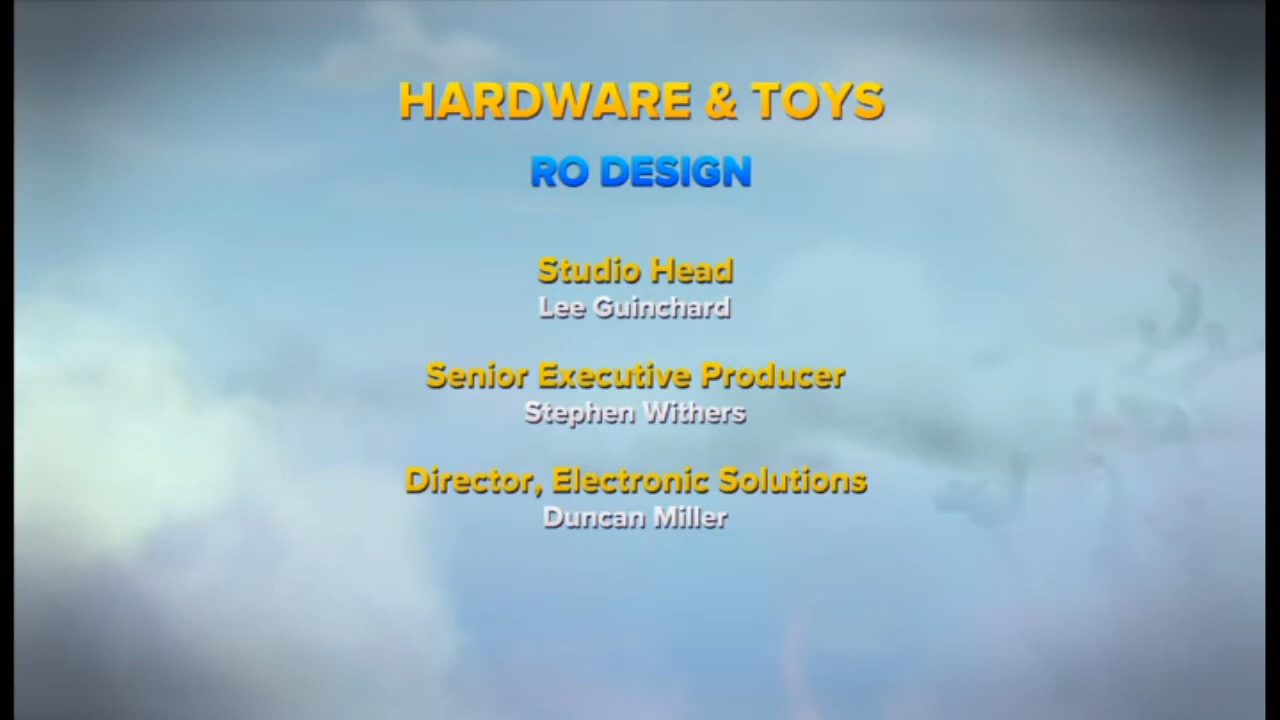 HARDWARE & TOYS
RO DESIGN
Studio Head
Lee Guinchard
Senior Executive Producer
Stephen Withers
Director, Electronic Solutions
Duncan Miller